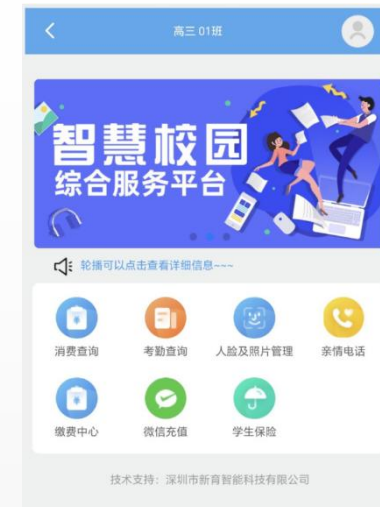 高三 01班
智慧校园
综合服务平台
轮播可以点击查看详细信息~~~
消费查询 考勤查询 人脸及照片管理 亲情电话
缴费中心 微信充值 学生保险
技术支持：深圳市新育智能科技有限公司